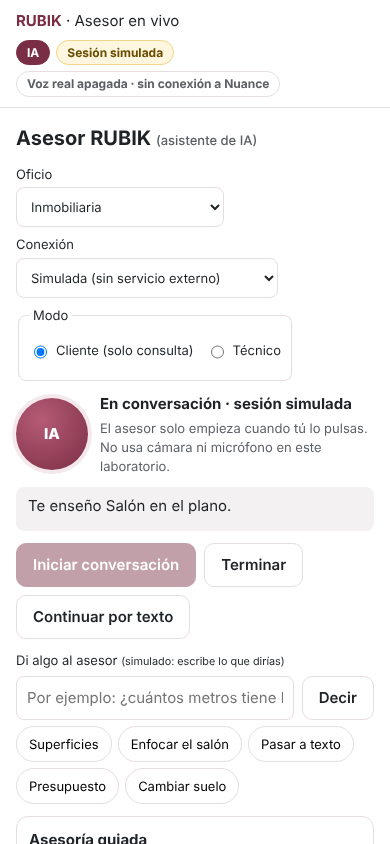 RUBIK · Asesor en vivo
IA
Sesión simulada
Voz real apagada · sin conexión a Nuance
Asesor RUBIK (asistente de IA)
Oficio
Inmobiliaria
Conexión
Simulada (sin servicio externo)
Modo
Cliente (solo consulta)
Técnico
IA
En conversación · sesión simulada
El asesor solo empieza cuando tú lo pulsas.
No usa cámara ni micrófono en este
laboratorio.
Te enseño Salón en el plano.
Iniciar conversación
Terminar
Continuar por texto
Di algo al asesor (simulado: escribe lo que dirías)
Por ejemplo: ¿cuántos metros tiene l
Decir
Superficies
Enfocar el salón
Pasar a texto
Presupuesto
Cambiar suelo
Asesoría guiada